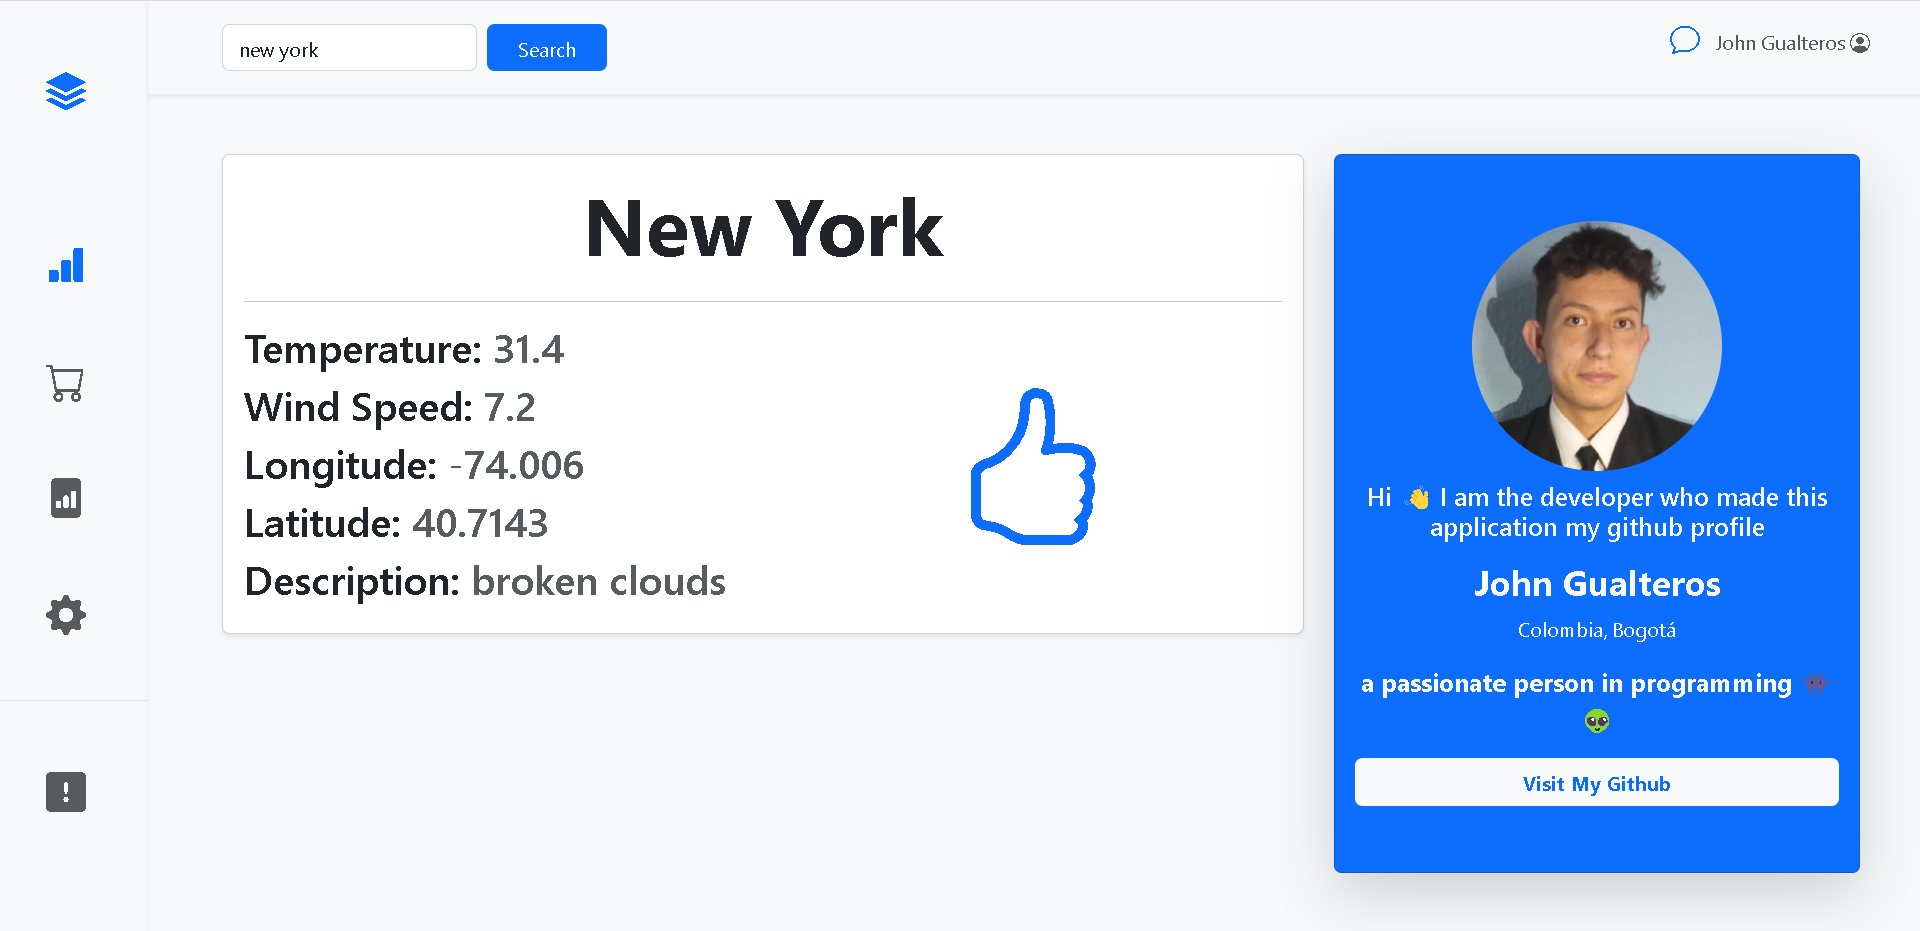 new york
Search
John Gualteros
New York
Temperature: 31.4
Wind Speed: 7.2
Longitude: -74.006
Latitude: 40.7143
Description: broken clouds
Hi 👋 I am the developer who made this
application my github profile
John Gualteros
Colombia, Bogotá
a passionate person in programming 👾
👽
Visit My Github